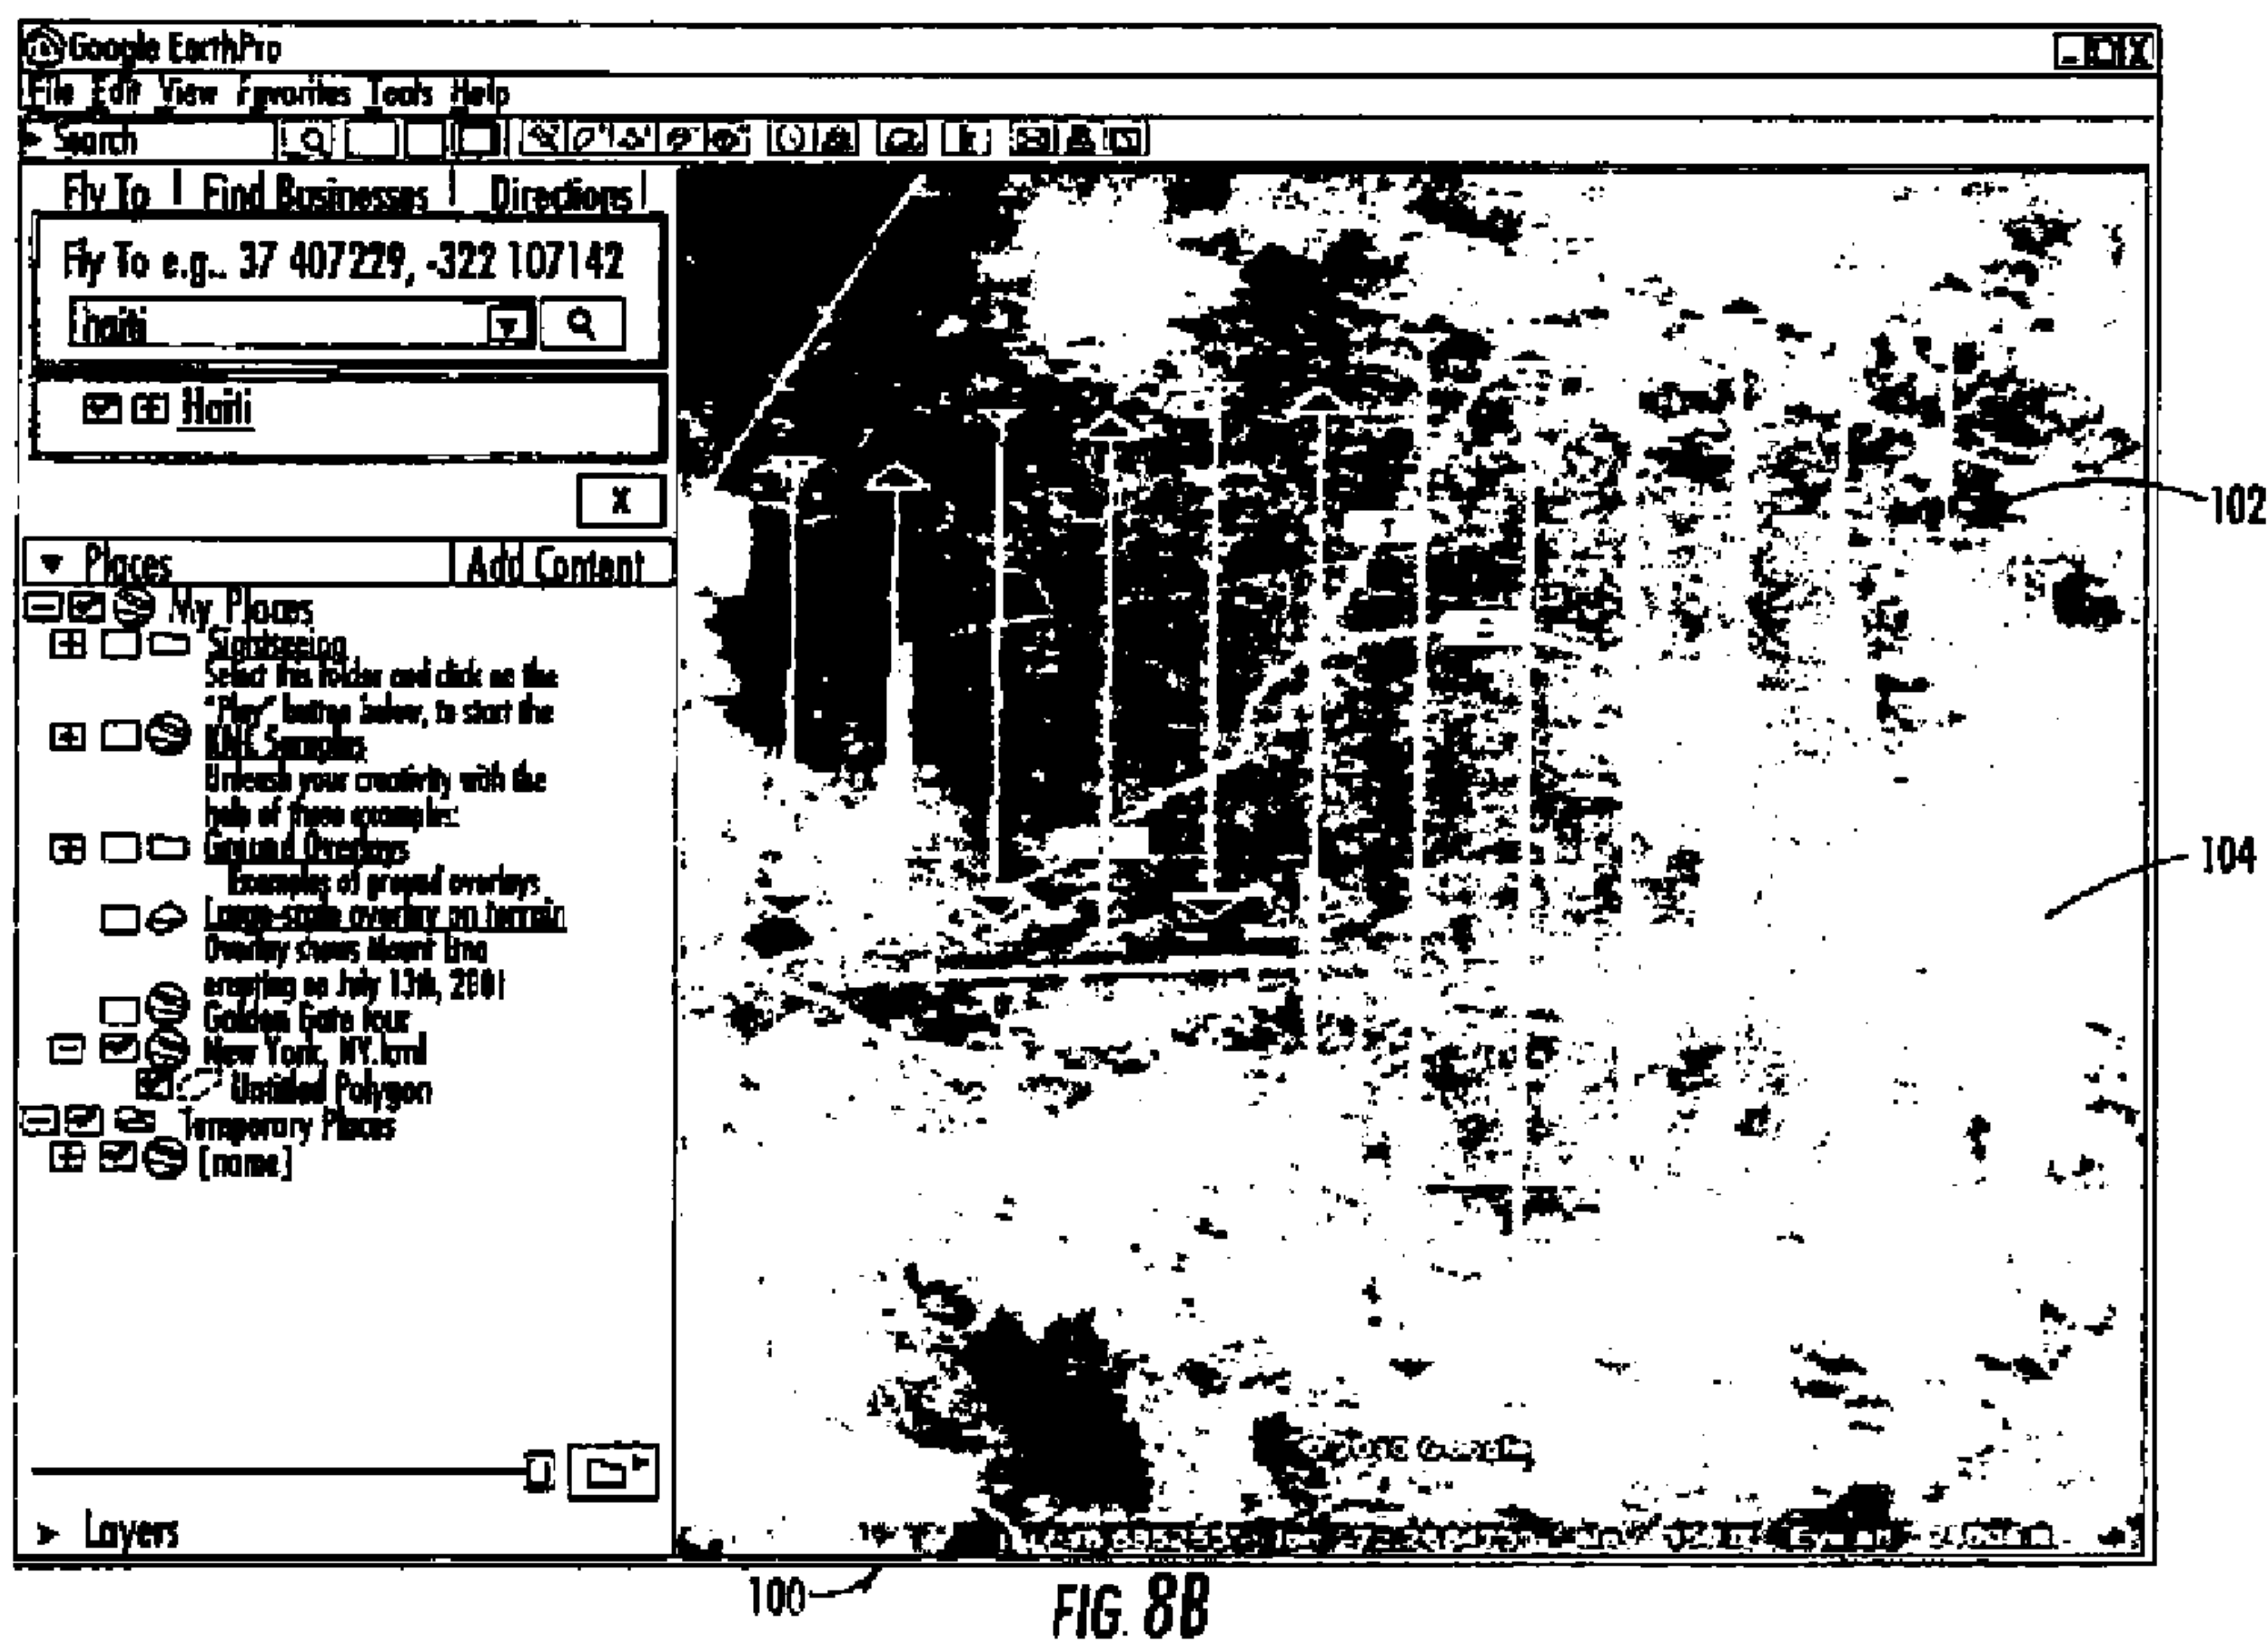 Google EarthPro
File Edit View Favorites Tools Help
Search
Fly To Find Businesses Directions
Fly To e.g.. 37 407229, -322 107142
haiti
Haiti
X
Places Add Content
My Places
Sightseeing
Select this folder and click on the
"Play" button below, to start the
KML Samples
Unleash your creativity with the
help of these examples
Ground Overlays
Examples of ground overlays
Large-scale overlay on terrain
Overlay shows Mount Etna
erupting on July 13th, 2001
Golden Gate tour
New York, NY.kml
Untitled Polygon
Temporary Places
[name]
Layers
102
104
100
FIG. 8B